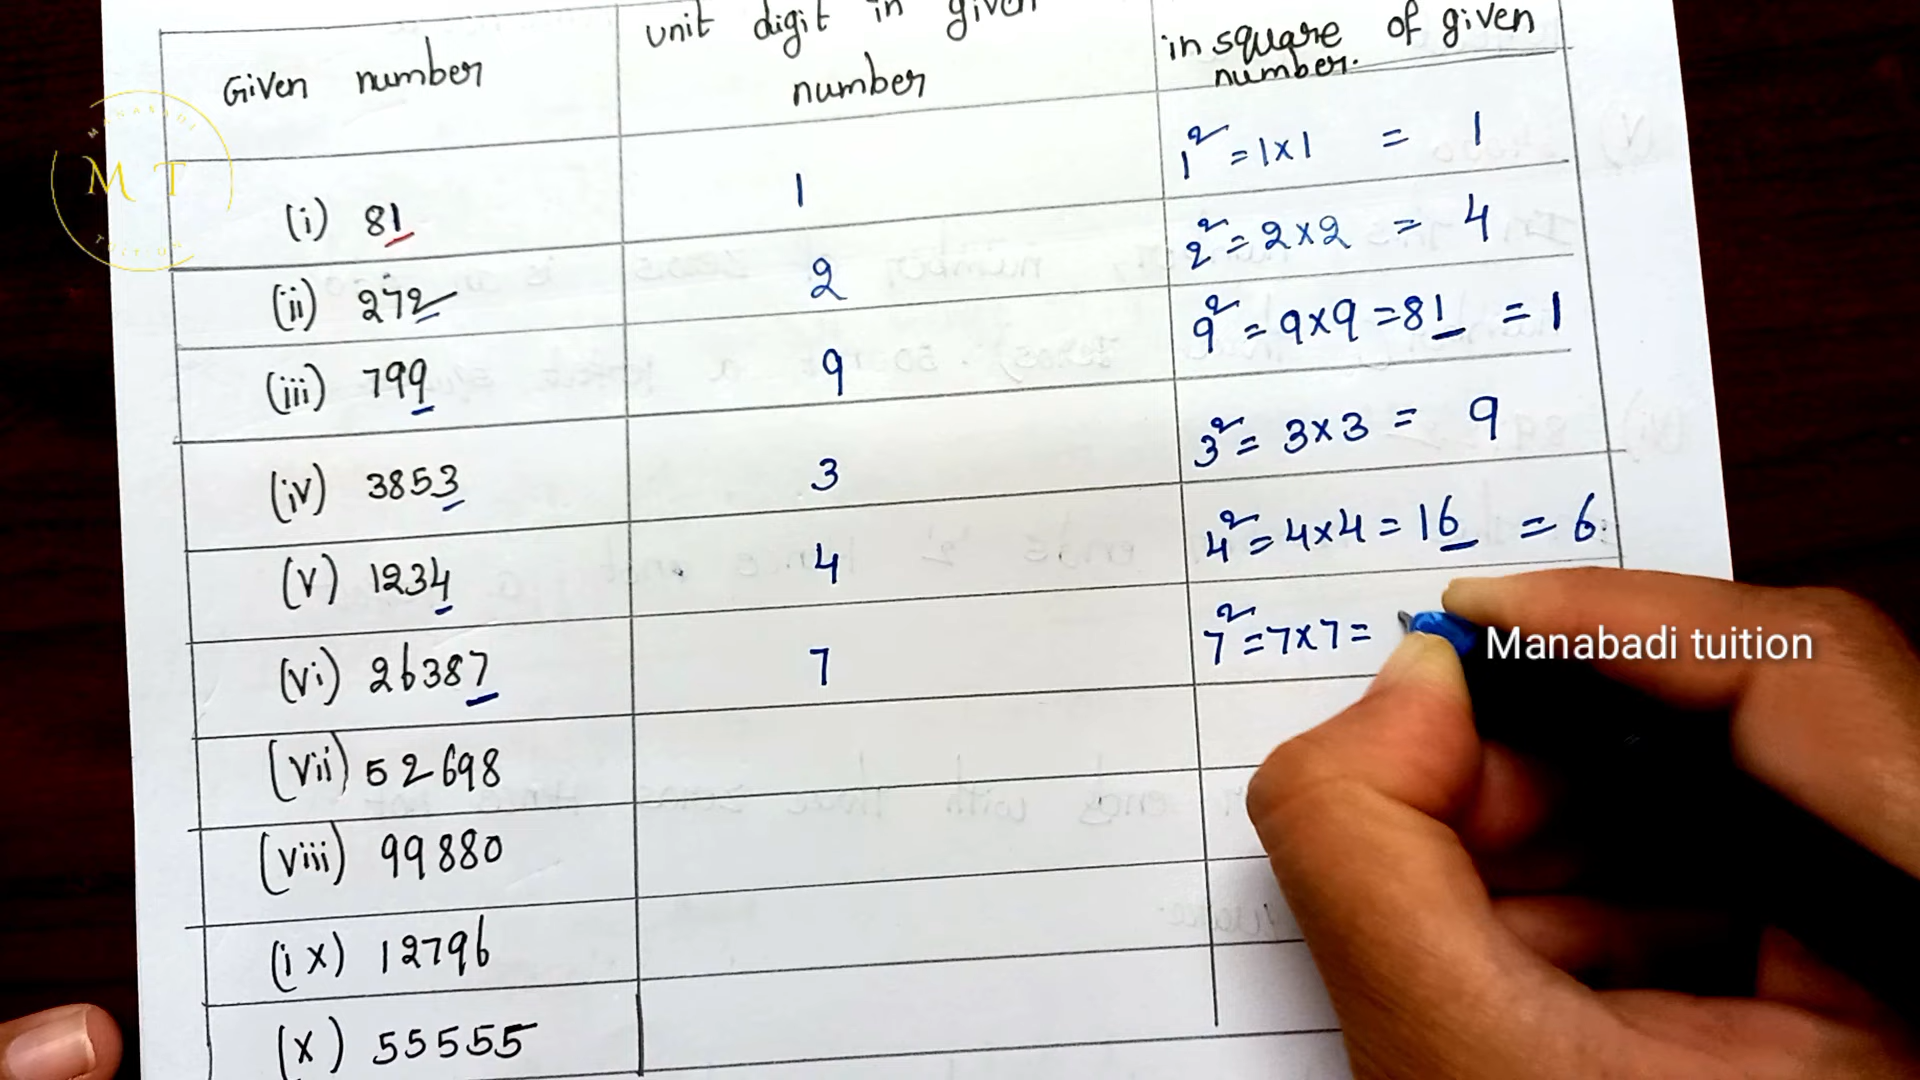 Given number
unit digit in given
number
in square of given
number.
(i) 81
1
1² = 1×1 = 1
(ii) 272
2
2² = 2×2 = 4
(iii) 799
9
9² = 9×9 = 81 = 1
(iv) 3853
3
3² = 3×3 = 9
(v) 1234
4
4² = 4×4 = 16 = 6.
(vi) 26387
7
7² = 7×7 =
(vii) 52698
(viii) 99880
(ix) 12796
(x) 55555
MANABADI
M T
TUITION
Manabadi tuition